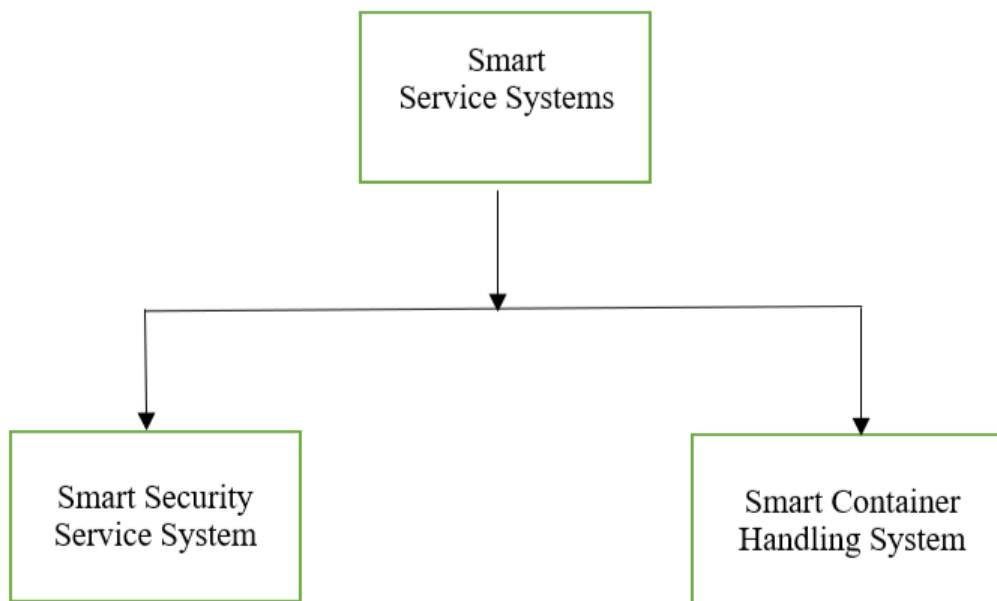 Smart
Service Systems
Smart Security
Service System
Smart Container
Handling System